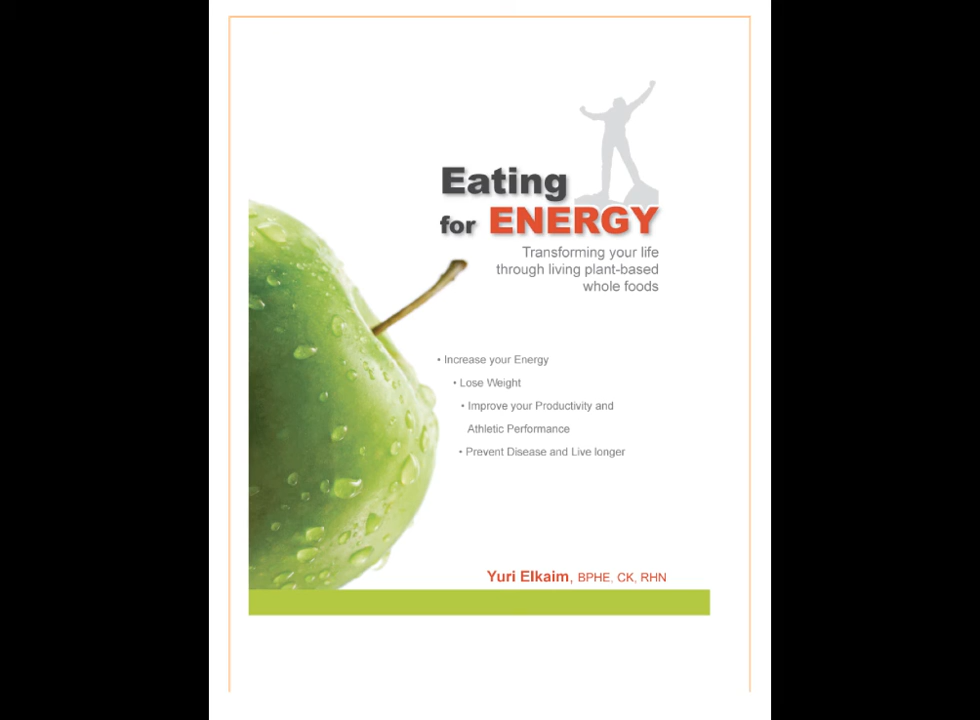 Eating
for ENERGY
Transforming your life
through living plant-based
whole foods
• Increase your Energy
• Lose Weight
• Improve your Productivity and
Athletic Performance
• Prevent Disease and Live longer
Yuri Elkaim, BPHE, CK, RHN